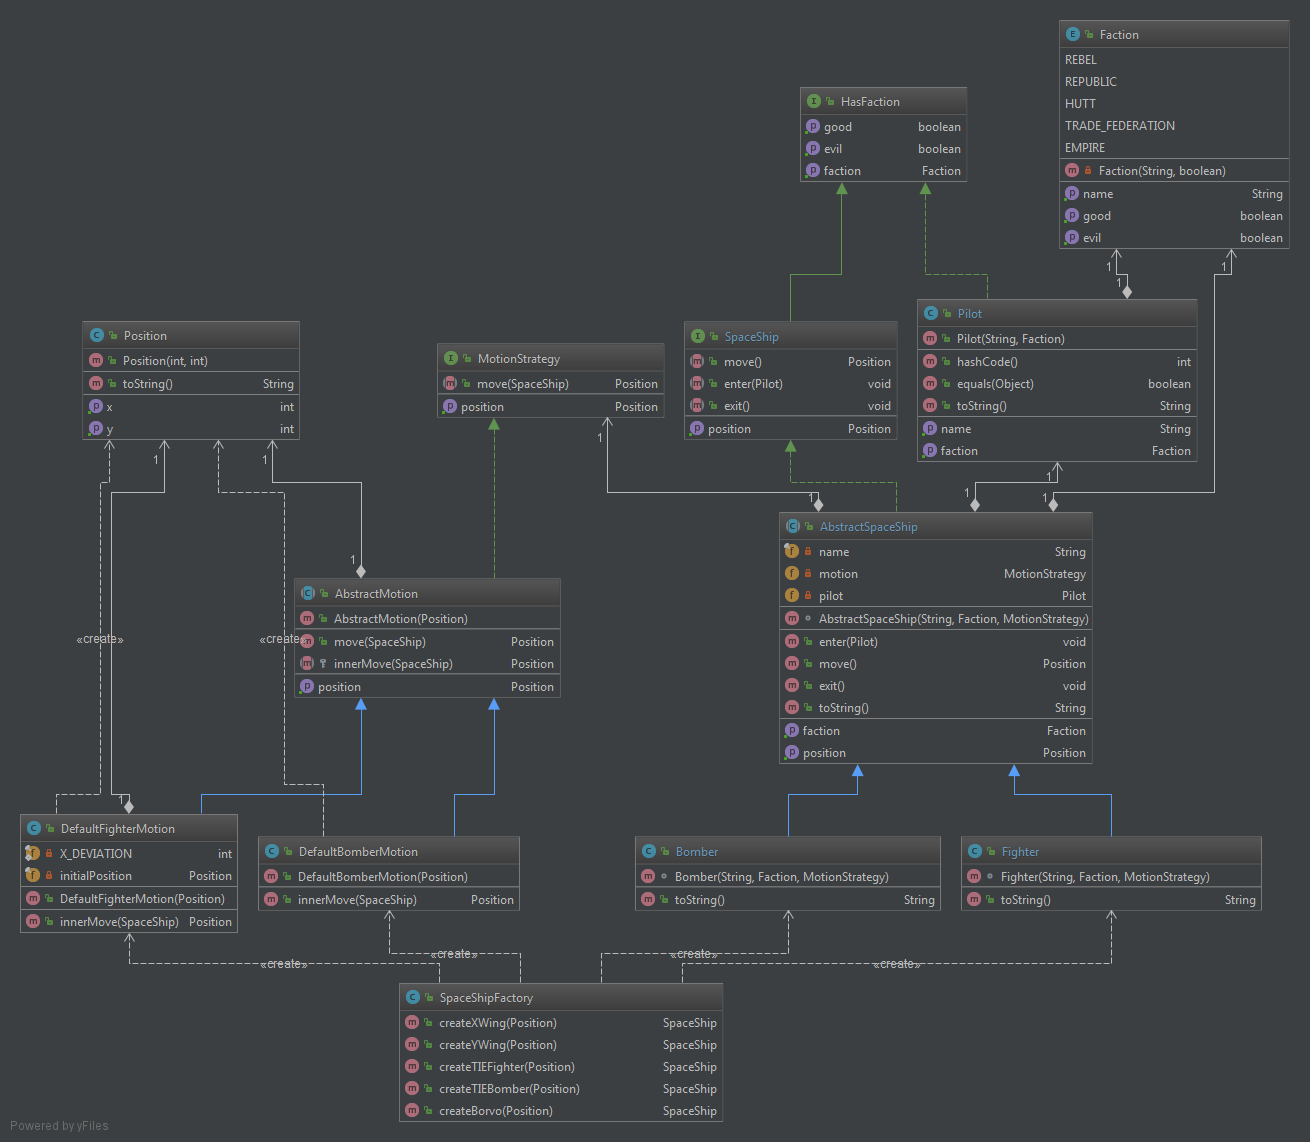 Faction
REBEL
REPUBLIC
HUTT
TRADE_FEDERATION
EMPIRE
Faction(String, boolean)
name String
good boolean
evil boolean
HasFaction
good boolean
evil boolean
faction Faction
1
1
1
Pilot
Pilot(String, Faction)
hashCode() int
equals(Object) boolean
toString() String
name String
faction Faction
SpaceShip
move() Position
enter(Pilot) void
exit() void
position Position
MotionStrategy
move(SpaceShip) Position
position Position
Position
Position(int, int)
toString() String
x int
y int
1
1
1
1
1
1
1
1
AbstractSpaceShip
name String
motion MotionStrategy
pilot Pilot
AbstractSpaceShip(String, Faction, MotionStrategy)
enter(Pilot) void
move() Position
exit() void
toString() String
faction Faction
position Position
AbstractMotion
AbstractMotion(Position)
move(SpaceShip) Position
innerMove(SpaceShip) Position
position Position
«create»
«create»
1
DefaultFighterMotion
X_DEVIATION int
initialPosition Position
DefaultFighterMotion(Position)
innerMove(SpaceShip) Position
DefaultBomberMotion
DefaultBomberMotion(Position)
innerMove(SpaceShip) Position
Bomber
Bomber(String, Faction, MotionStrategy)
toString() String
Fighter
Fighter(String, Faction, MotionStrategy)
toString() String
«create»
«create»
«create»
«create»
SpaceShipFactory
createXWing(Position) SpaceShip
createYWing(Position) SpaceShip
createTIEFighter(Position) SpaceShip
createTIEBomber(Position) SpaceShip
createBorvo(Position) SpaceShip
Powered by yFiles